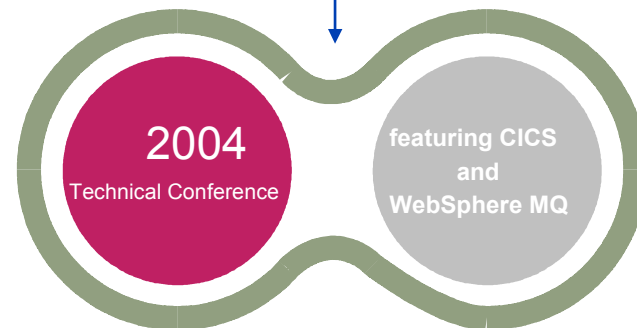 2004
Technical Conference
featuring CICS
and
WebSphere MQ